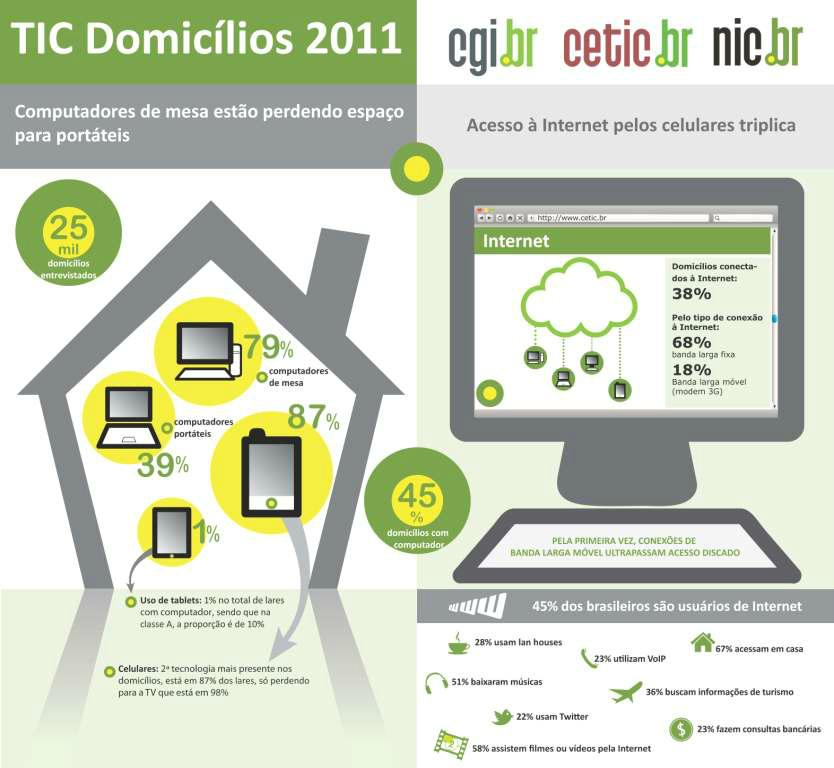 TIC Domicílios 2011
cgi.br cetic.br nic.br
Computadores de mesa estão perdendo espaço
para portáteis
Acesso à Internet pelos celulares triplica
25
mil
domicílios
entrevistados
79%
computadores
de mesa
computadores
portáteis
39%
87%
1%
45
%
domicílios com
computador
Uso de tablets: 1% no total de lares
com computador, sendo que na
classe A, a proporção é de 10%
Celulares: 2ª tecnologia mais presente nos
domicílios, está em 87% dos lares, só perdendo
para a TV que está em 98%
http://www.cetic.br
Internet
Domicílios conecta-
dos à Internet:
38%
Pelo tipo de conexão
à Internet:
68%
banda larga fixa
18%
Banda larga móvel
(modem 3G)
PELA PRIMEIRA VEZ, CONEXÕES DE
BANDA LARGA MÓVEL ULTRAPASSAM ACESSO DISCADO
45% dos brasileiros são usuários de Internet
28% usam lan houses
23% utilizam VoIP
67% acessam em casa
51% baixaram músicas
36% buscam informações de turismo
22% usam Twitter
$ 23% fazem consultas bancárias
58% assistem filmes ou vídeos pela Internet